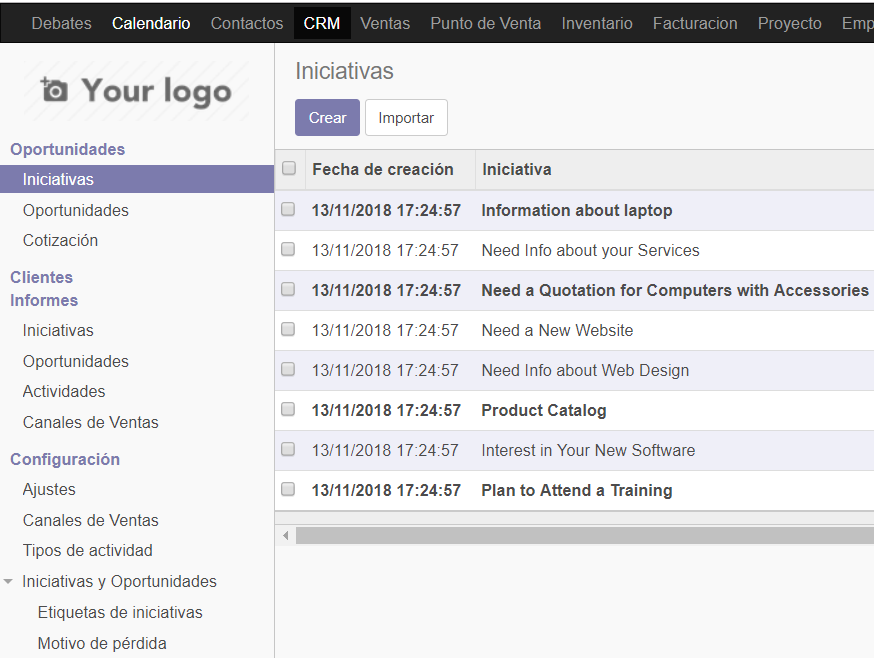 Debates Calendario Contactos CRM Ventas Punto de Venta Inventario Facturacion Proyecto Emp
Your logo
Oportunidades
Iniciativas
Oportunidades
Cotización
Clientes
Informes
Iniciativas
Oportunidades
Actividades
Canales de Ventas
Configuración
Ajustes
Canales de Ventas
Tipos de actividad
Iniciativas y Oportunidades
Etiquetas de iniciativas
Motivo de pérdida
Iniciativas
Crear Importar
Fecha de creación Iniciativa
13/11/2018 17:24:57 Information about laptop
13/11/2018 17:24:57 Need Info about your Services
13/11/2018 17:24:57 Need a Quotation for Computers with Accessories
13/11/2018 17:24:57 Need a New Website
13/11/2018 17:24:57 Need Info about Web Design
13/11/2018 17:24:57 Product Catalog
13/11/2018 17:24:57 Interest in Your New Software
13/11/2018 17:24:57 Plan to Attend a Training